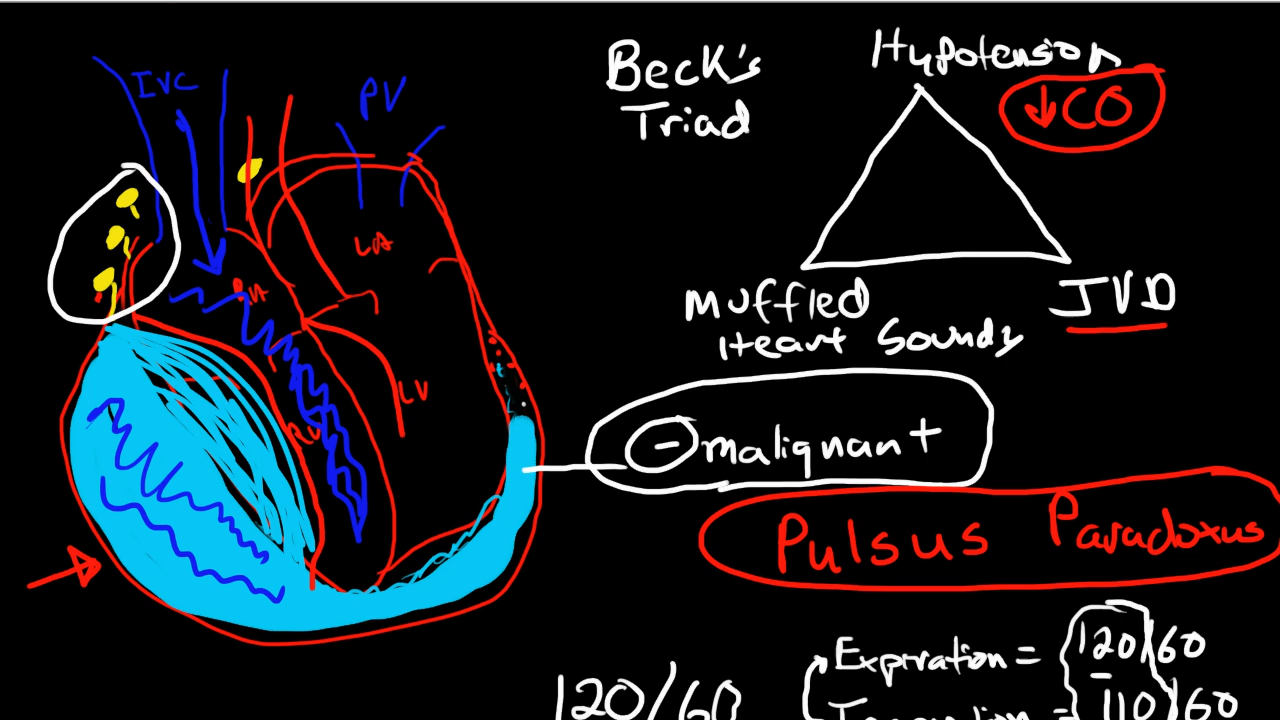 IVC
PV
LA
RA
LV
RV
Beck's
Triad
Hypotension
↓CO
Muffled
Heart Sounds
JVD
⊖malignant
Pulsus Paradoxus
Expiration = 120/60
= 110/60
120/60